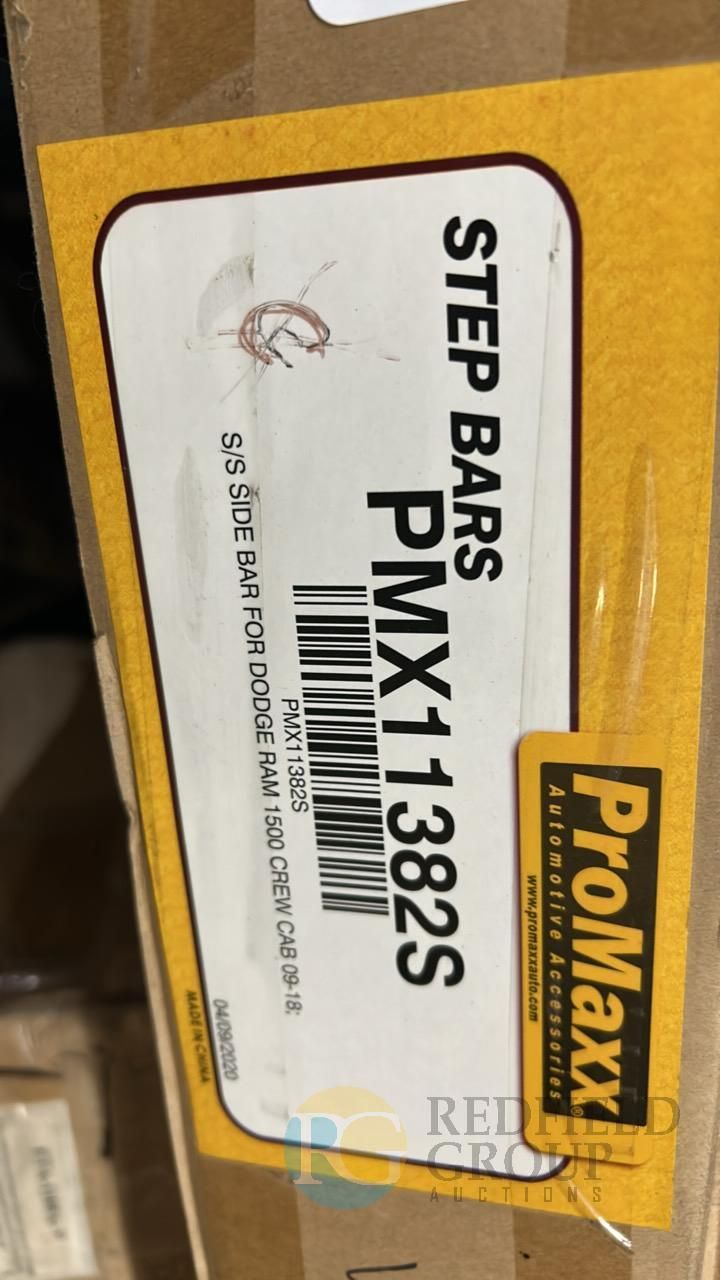 ProMaxx®
Automotive Accessories
www.promaxxauto.com
STEP BARS
PMX11382S
PMX11382S
S/S SIDE BAR FOR DODGE RAM 1500 CREW CAB 09-18;
04/09/2020
MADE IN CHINA
RG
REDFIELD
GROUP
AUCTIONS